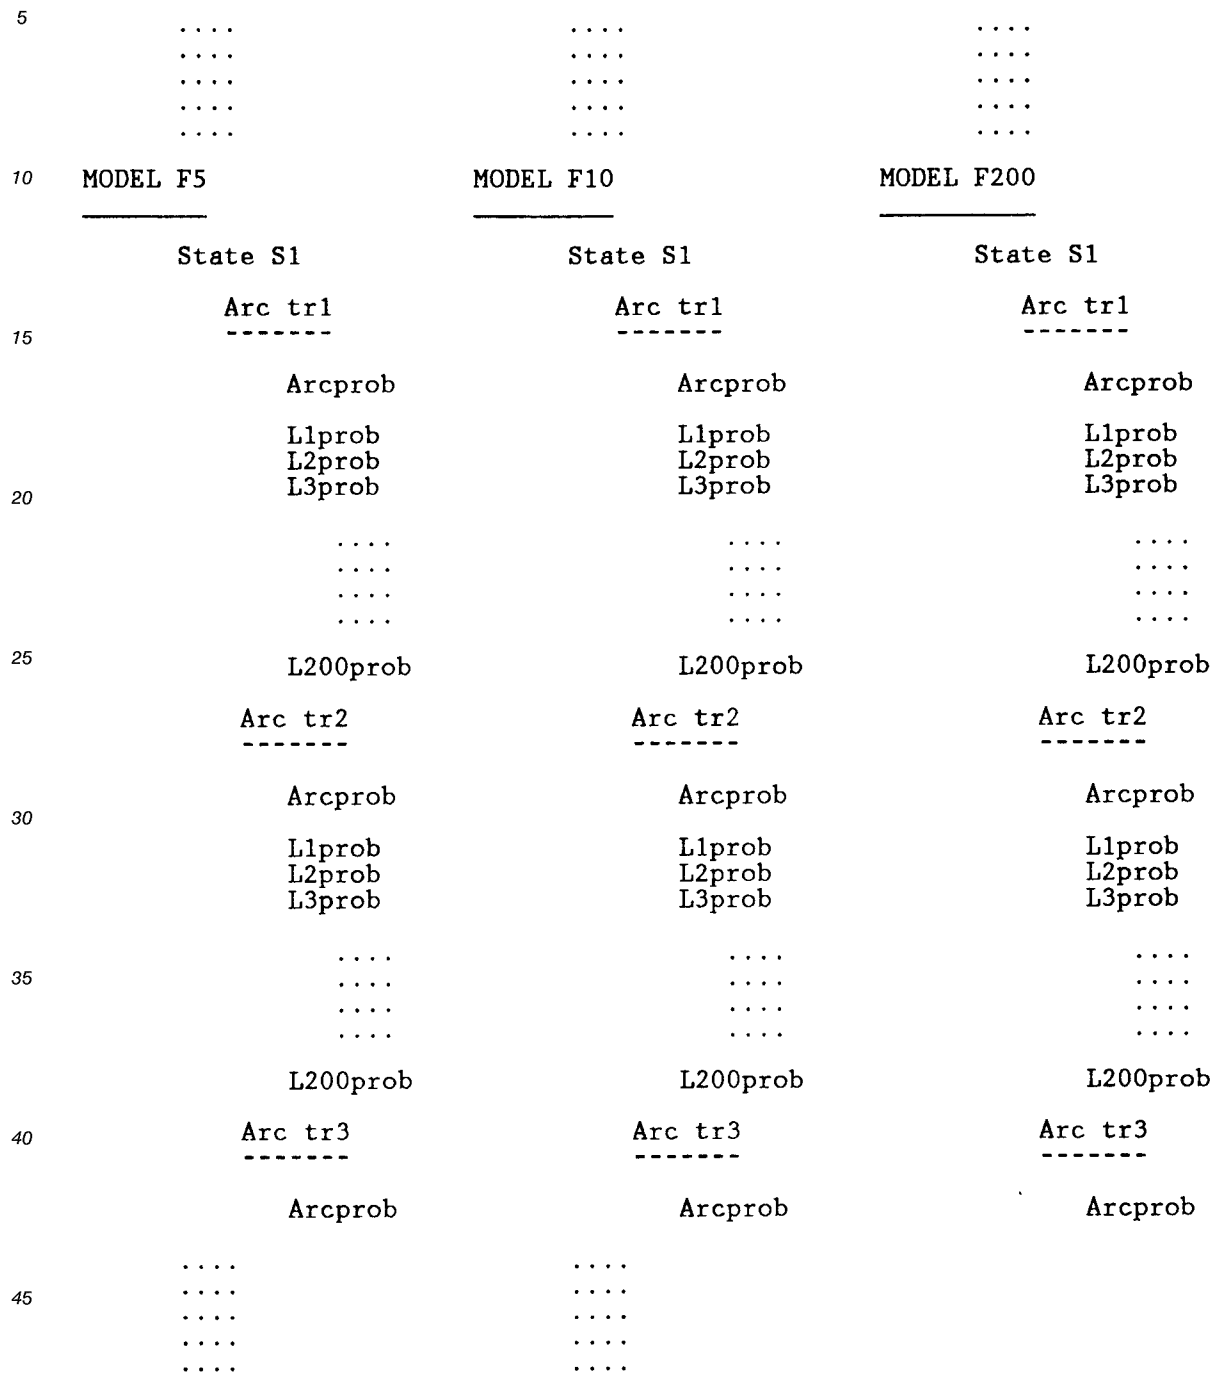 5 .... .... ....
.... .... ....
.... .... ....
.... .... ....
.... .... ....
10 MODEL F5 MODEL F10 MODEL F200
State S1 State S1 State S1
Arc tr1 Arc tr1 Arc tr1
15 ------- ------- -------
Arcprob Arcprob Arcprob
L1prob L1prob L1prob
L2prob L2prob L2prob
L3prob L3prob L3prob
20
.... .... ....
.... .... ....
.... .... ....
.... .... ....
25 L200prob L200prob L200prob
Arc tr2 Arc tr2 Arc tr2
------- ------- -------
Arcprob Arcprob Arcprob
30
L1prob L1prob L1prob
L2prob L2prob L2prob
L3prob L3prob L3prob
.... .... ....
35 .... .... ....
.... .... ....
.... .... ....
L200prob L200prob L200prob
40 Arc tr3 Arc tr3 Arc tr3
------- ------- -------
Arcprob Arcprob Arcprob
.... ....
45 .... ....
.... ....
.... ....
.... ....